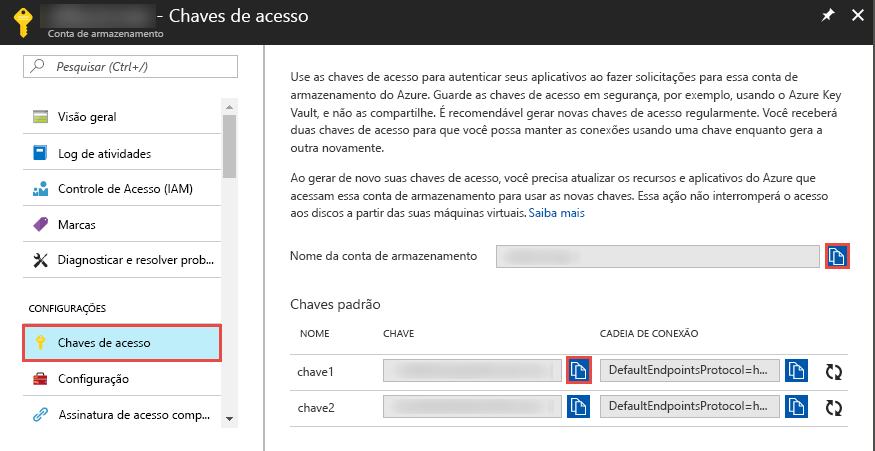 - Chaves de acesso
Conta de armazenamento
Pesquisar (Ctrl+/)
Visão geral
Log de atividades
Controle de Acesso (IAM)
Marcas
Diagnosticar e resolver prob...
CONFIGURAÇÕES
Chaves de acesso
Configuração
Assinatura de acesso comp...
Use as chaves de acesso para autenticar seus aplicativos ao fazer solicitações para essa conta de
armazenamento do Azure. Guarde as chaves de acesso em segurança, por exemplo, usando o Azure Key
Vault, e não as compartilhe. É recomendável gerar novas chaves de acesso regularmente. Você receberá
duas chaves de acesso para que você possa manter as conexões usando uma chave enquanto gera a
outra novamente.
Ao gerar de novo suas chaves de acesso, você precisa atualizar os recursos e aplicativos do Azure que
acessam essa conta de armazenamento para usar as novas chaves. Essa ação não interromperá o acesso
aos discos a partir das suas máquinas virtuais. Saiba mais
Nome da conta de armazenamento
Chaves padrão
NOME CHAVE CADEIA DE CONEXÃO
chave1 DefaultEndpointsProtocol=h...
chave2 DefaultEndpointsProtocol=h...